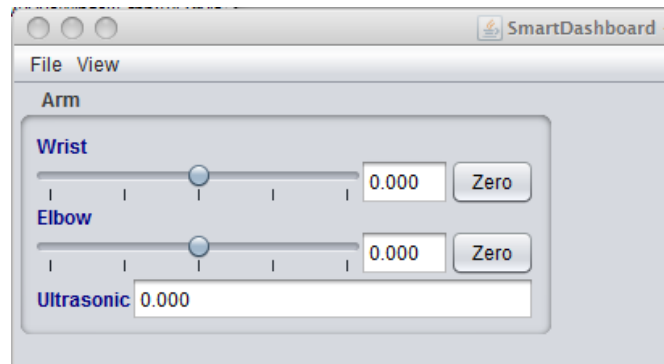 SmartDashboard
File View
Arm
Wrist
0.000 Zero
Elbow
0.000 Zero
Ultrasonic 0.000